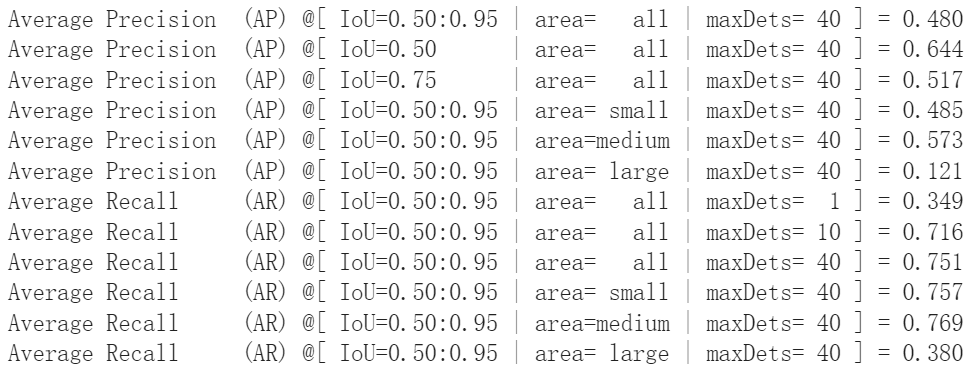 Average Precision  (AP) @[ IoU=0.50:0.95 | area=   all | maxDets= 40 ] = 0.480
Average Precision  (AP) @[ IoU=0.50      | area=   all | maxDets= 40 ] = 0.644
Average Precision  (AP) @[ IoU=0.75      | area=   all | maxDets= 40 ] = 0.517
Average Precision  (AP) @[ IoU=0.50:0.95 | area= small | maxDets= 40 ] = 0.485
Average Precision  (AP) @[ IoU=0.50:0.95 | area=medium | maxDets= 40 ] = 0.573
Average Precision  (AP) @[ IoU=0.50:0.95 | area= large | maxDets= 40 ] = 0.121
Average Recall     (AR) @[ IoU=0.50:0.95 | area=   all | maxDets=  1 ] = 0.349
Average Recall     (AR) @[ IoU=0.50:0.95 | area=   all | maxDets= 10 ] = 0.716
Average Recall     (AR) @[ IoU=0.50:0.95 | area=   all | maxDets= 40 ] = 0.751
Average Recall     (AR) @[ IoU=0.50:0.95 | area= small | maxDets= 40 ] = 0.757
Average Recall     (AR) @[ IoU=0.50:0.95 | area=medium | maxDets= 40 ] = 0.769
Average Recall     (AR) @[ IoU=0.50:0.95 | area= large | maxDets= 40 ] = 0.380